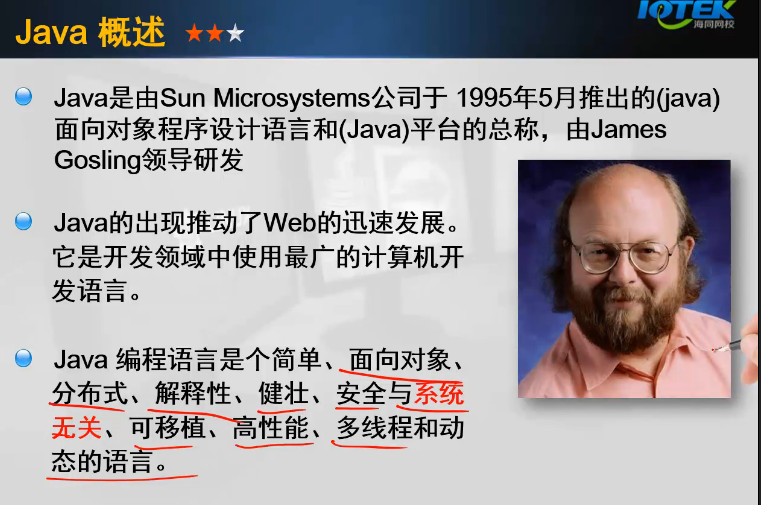 Java 概述
IOTEK
海同网校
Java是由Sun Microsystems公司于 1995年5月推出的(java)
面向对象程序设计语言和(Java)平台的总称，由James
Gosling领导研发
Java的出现推动了Web的迅速发展。
它是开发领域中使用最广的计算机开
发语言。
Java 编程语言是个简单、面向对象、
分布式、解释性、健壮、安全与系统
无关、可移植、高性能、多线程和动
态的语言。